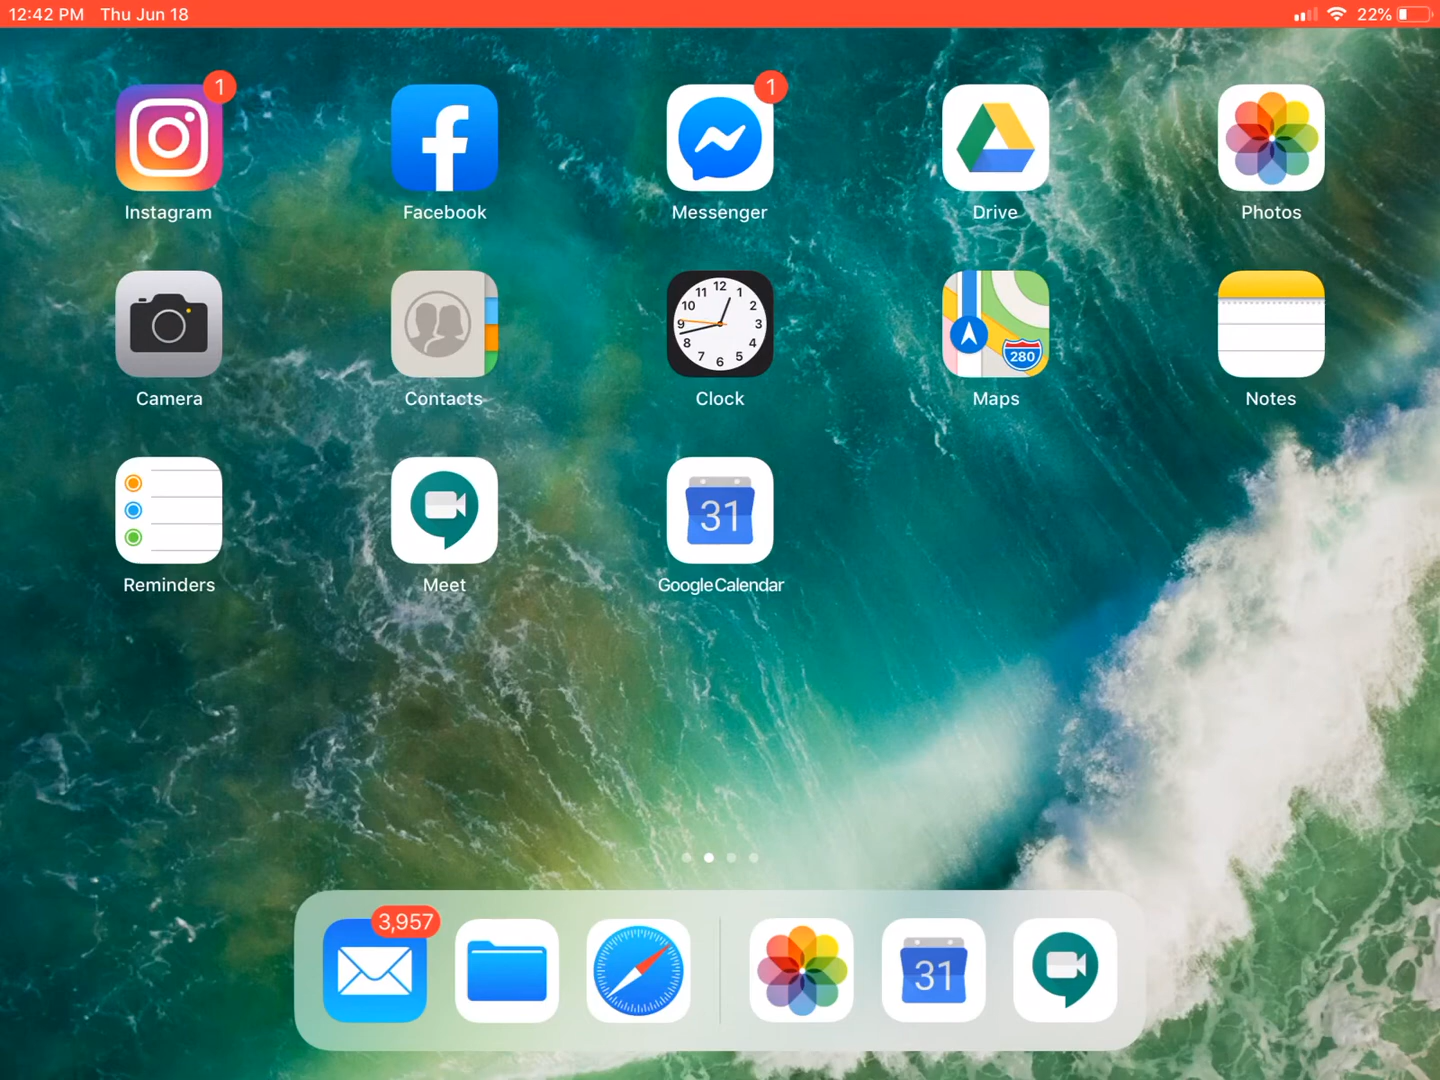 12:42 PM Thu Jun 18 22%
1 1
Instagram Facebook Messenger Drive Photos
12 1 2 3 4 5 6 7 8 9 10 11
280
Camera Contacts Clock Maps Notes
31
Reminders Meet Google Calendar
3,957
31